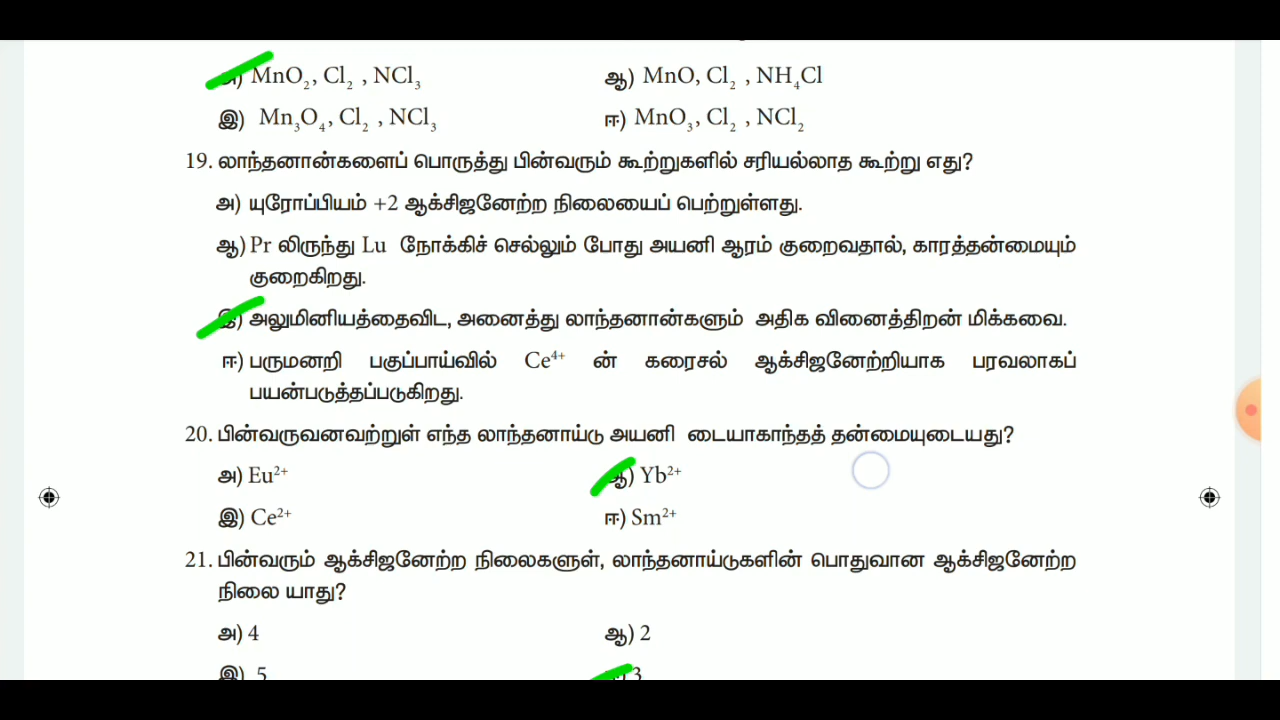 MnO₂, Cl₂ , NCl₃ ஆ) MnO, Cl₂ , NH₄Cl
இ) Mn₃O₄, Cl₂ , NCl₃ ஈ) MnO₃, Cl₂ , NCl₂
19. லாந்தனான்களைப் பொருத்து பின்வரும் கூற்றுகளில் சரியல்லாத கூற்று எது?
அ) யுரோப்பியம் +2 ஆக்சிஜனேற்ற நிலையைப் பெற்றுள்ளது.
ஆ) Pr லிருந்து Lu நோக்கிச் செல்லும் போது அயனி ஆரம் குறைவதால், காரத்தன்மையும்
குறைகிறது.
இ) அலுமினியத்தைவிட, அனைத்து லாந்தனான்களும் அதிக வினைத்திறன் மிக்கவை.
ஈ) பருமனறி பகுப்பாய்வில் Ce⁴⁺ ன் கரைசல் ஆக்சிஜனேற்றியாக பரவலாகப்
பயன்படுத்தப்படுகிறது.
20. பின்வருவனவற்றுள் எந்த லாந்தனாய்டு அயனி டையாகாந்தத் தன்மையுடையது?
அ) Eu²⁺ ஆ) Yb²⁺
இ) Ce²⁺ ஈ) Sm²⁺
21. பின்வரும் ஆக்சிஜனேற்ற நிலைகளுள், லாந்தனாய்டுகளின் பொதுவான ஆக்சிஜனேற்ற
நிலை யாது?
அ) 4 ஆ) 2
இ) 5 3